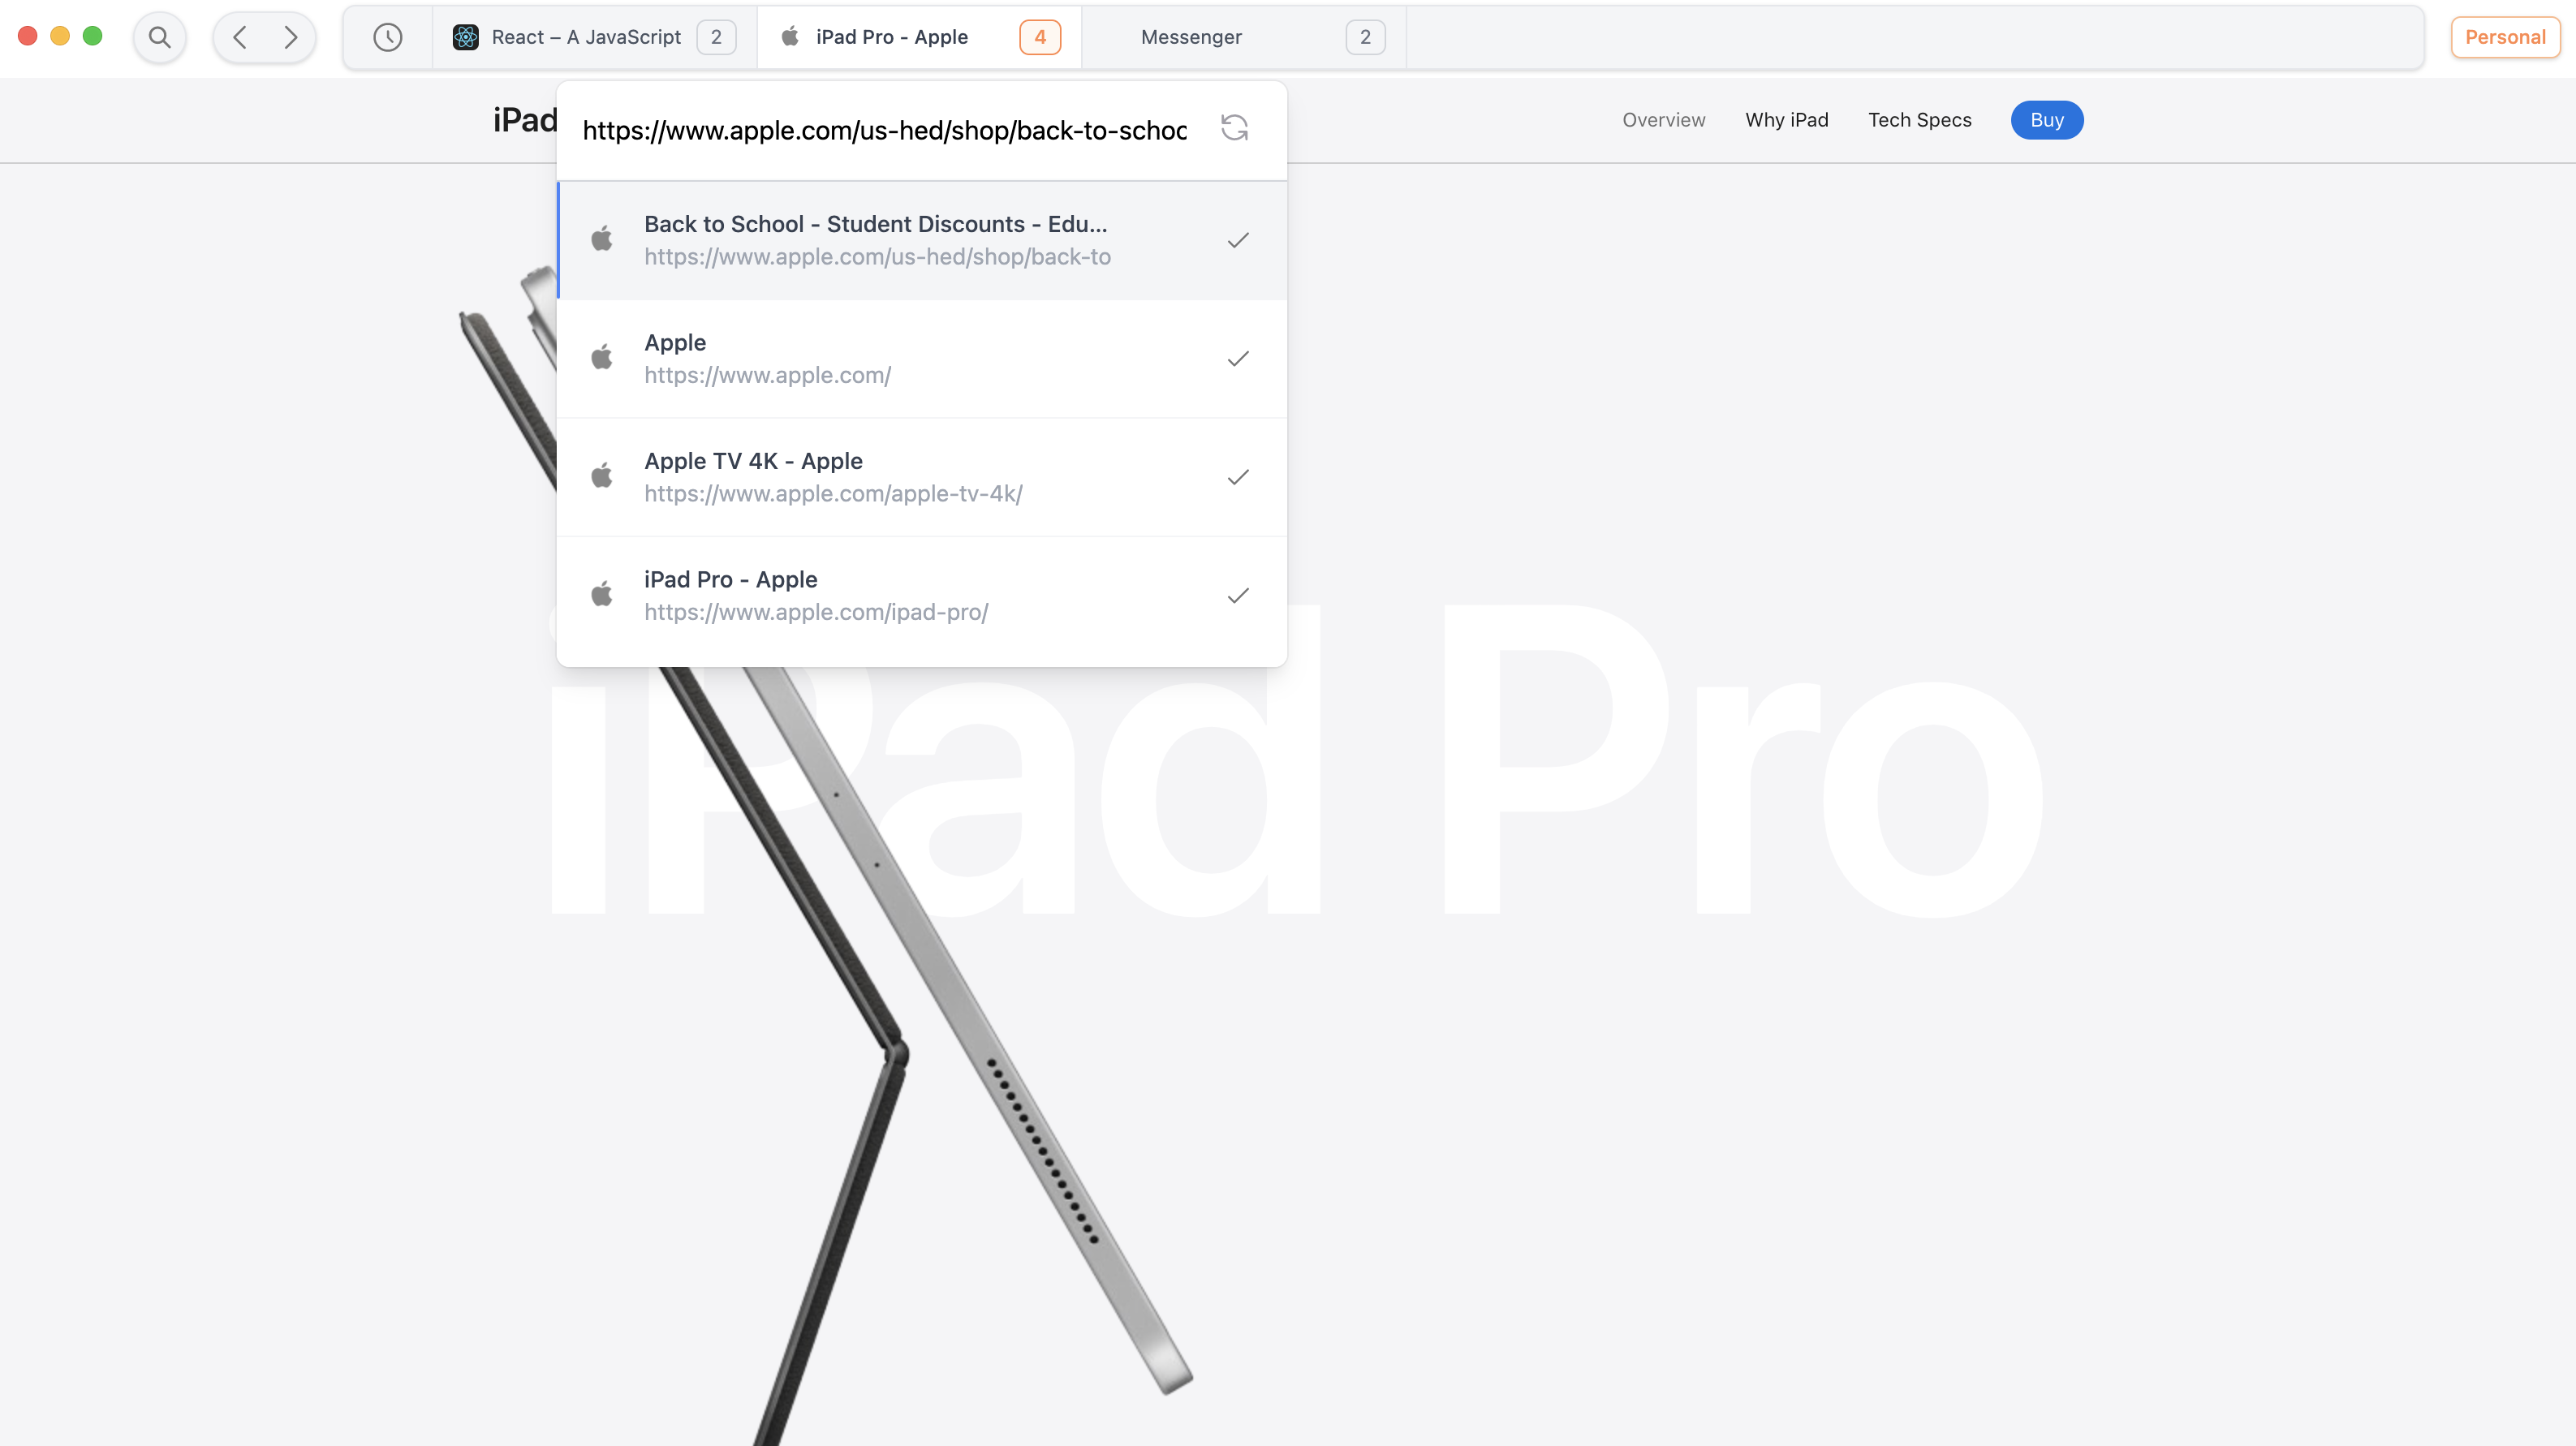 React – A JavaScript 2
iPad Pro - Apple 4
Messenger 2
Personal
iPad
https://www.apple.com/us-hed/shop/back-to-schoo
Overview Why iPad Tech Specs Buy
Back to School - Student Discounts - Edu...
https://www.apple.com/us-hed/shop/back-to
Apple
https://www.apple.com/
Apple TV 4K - Apple
https://www.apple.com/apple-tv-4k/
iPad Pro - Apple
https://www.apple.com/ipad-pro/
iPad Pro